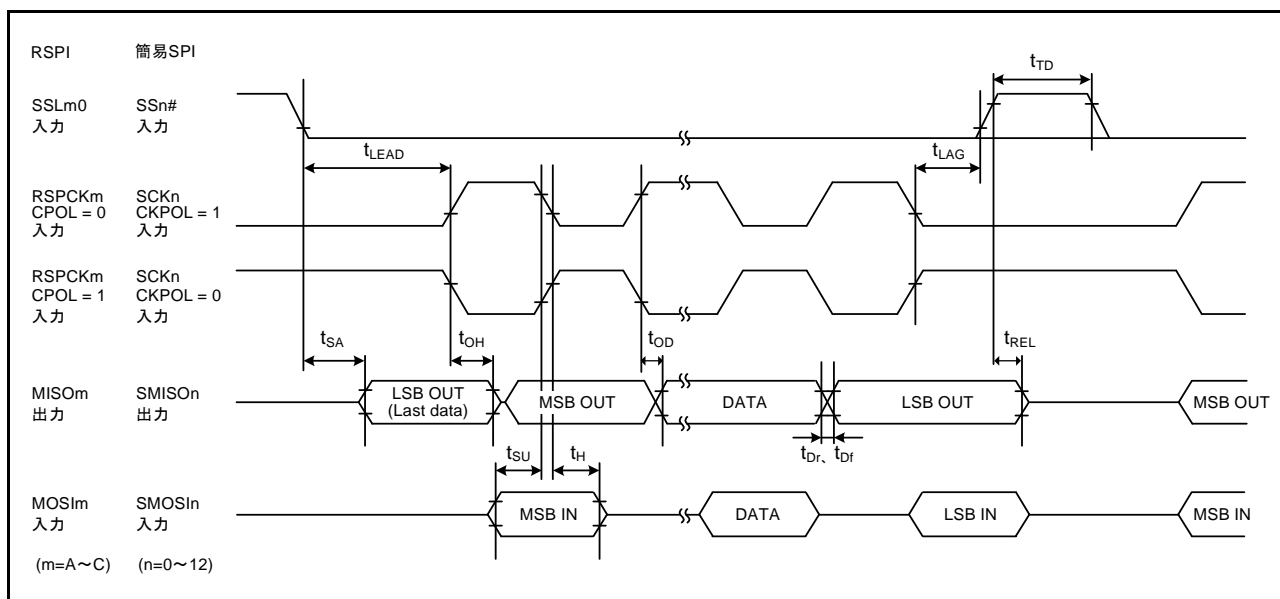 RSPI 簡易SPI
tTD
SSLm0 SSn#
入力 入力
tLEAD tLAG
RSPCKm SCKn
CPOL = 0 CKPOL = 1
入力 入力
RSPCKm SCKn
CPOL = 1 CKPOL = 0
入力 入力
tSA tOH tOD tREL
MISOm SMISOn
出力 出力
LSB OUT
(Last data)
MSB OUT DATA LSB OUT MSB OUT
tSU tH tDr、tDf
MOSIm SMOSIn
入力 入力
MSB IN DATA LSB IN MSB IN
(m=A～C) (n=0～12)